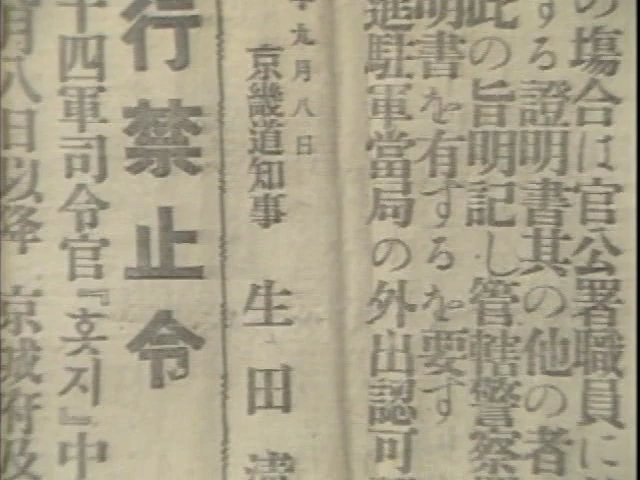 の塲合は官公署職員に
する證明書其の他の者
此の旨明記し管轄警察
明書を有するを要す
進駐軍當局の外出認可
九月八日
京畿道知事 生田
行禁止令
十四軍司令官『홋지』中
月八日以降 京城府及